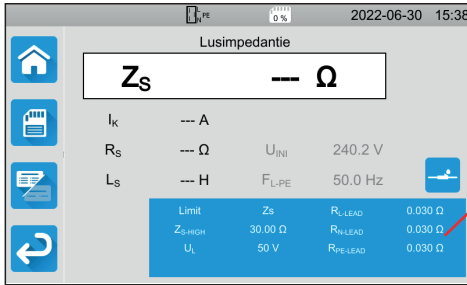 L
N PE 0 % 2022-06-30 15:38
Lusimpedantie
ZS --- Ω
IK --- A
RS --- Ω UINI 240.2 V
LS --- H FL-PE 50.0 Hz
Limit Zs RL-LEAD 0.030 Ω
ZS-HIGH 30.00 Ω RN-LEAD 0.030 Ω
UL 50 V RPE-LEAD 0.030 Ω